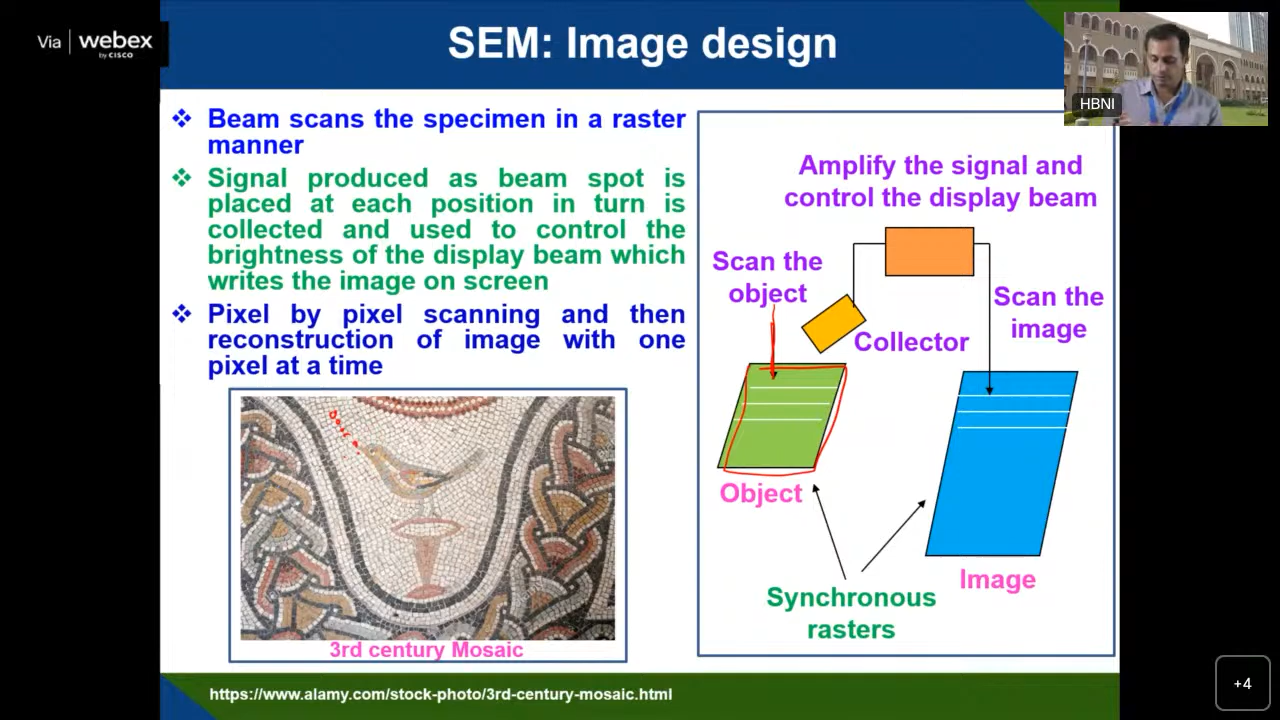 Via webex
by CISCO
SEM: Image design
HBNI
❖ Beam scans the specimen in a raster
manner
❖ Signal produced as beam spot is
placed at each position in turn is
collected and used to control the
brightness of the display beam which
writes the image on screen
❖ Pixel by pixel scanning and then
reconstruction of image with one
pixel at a time
3rd century Mosaic
Amplify the signal and
control the display beam
Scan the
object
Scan the
image
Collector
Object
Image
Synchronous
rasters
https://www.alamy.com/stock-photo/3rd-century-mosaic.html
+4